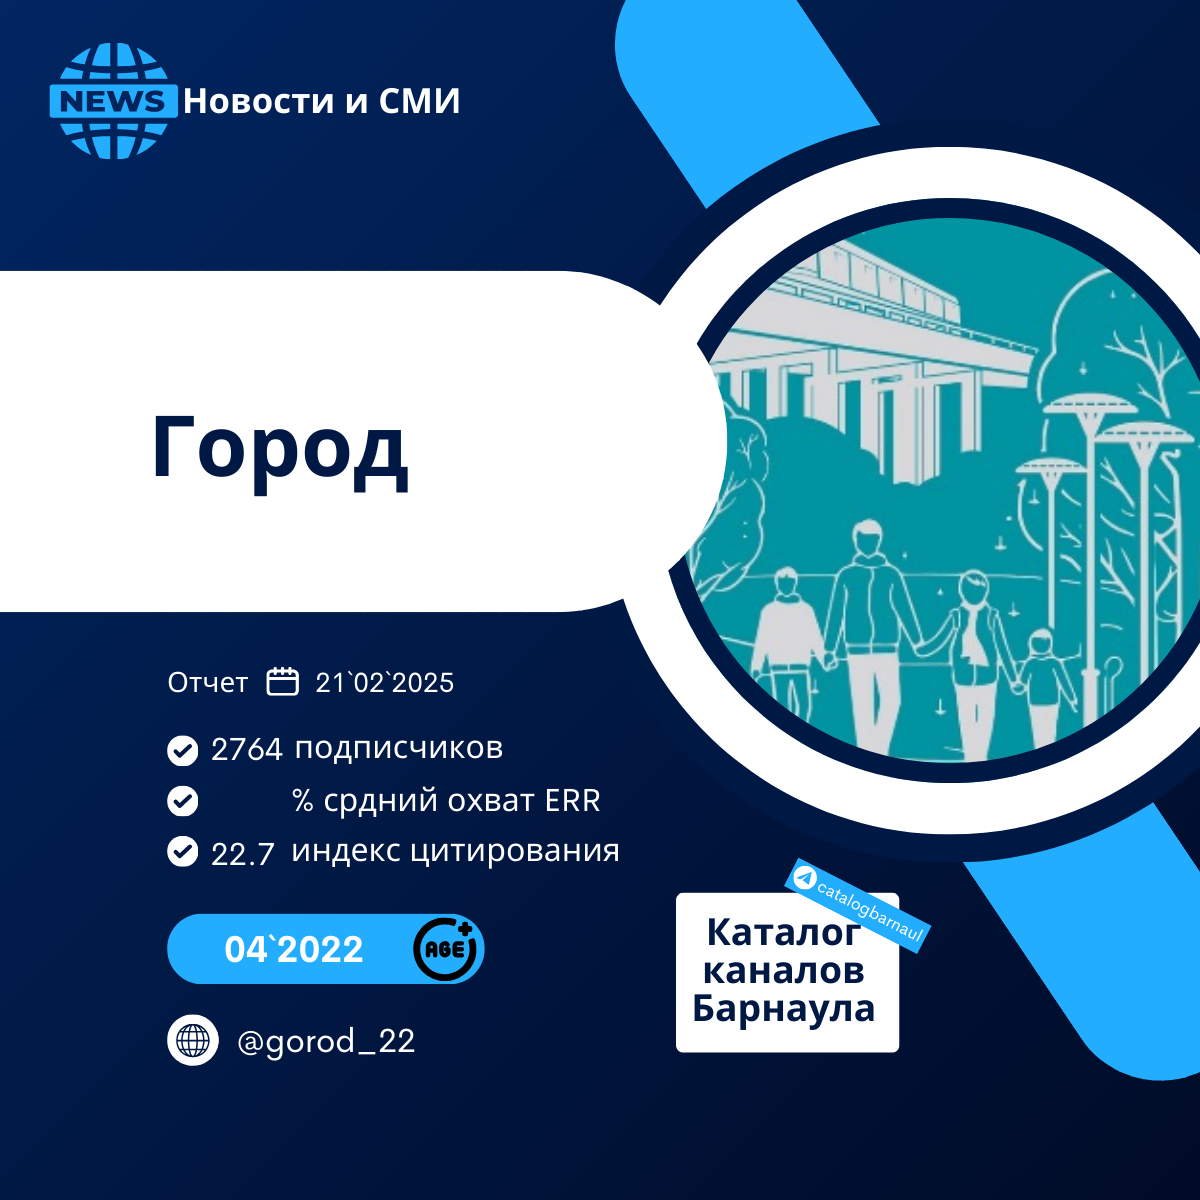 NEWS Новости и СМИ
Город
Отчет 21`02`2025
2764 подписчиков
% срдний охват ERR
22.7 индекс цитирования
04`2022 AGE+
@gorod_22
catalogbarnaul
Каталог
каналов
Барнаула